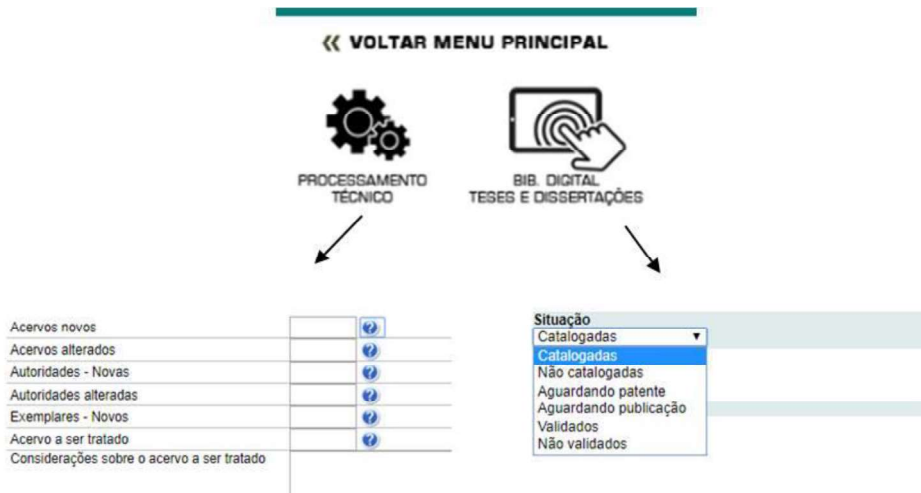 « VOLTAR MENU PRINCIPAL
PROCESSAMENTO
TÉCNICO
BIB. DIGITAL
TESES E DISSERTAÇÕES
Acervos novos
Acervos alterados
Autoridades - Novas
Autoridades alteradas
Exemplares - Novos
Acervo a ser tratado
Considerações sobre o acervo a ser tratado
Situação
Catalogadas
Catalogadas
Não catalogadas
Aguardando patente
Aguardando publicação
Validados
Não validados